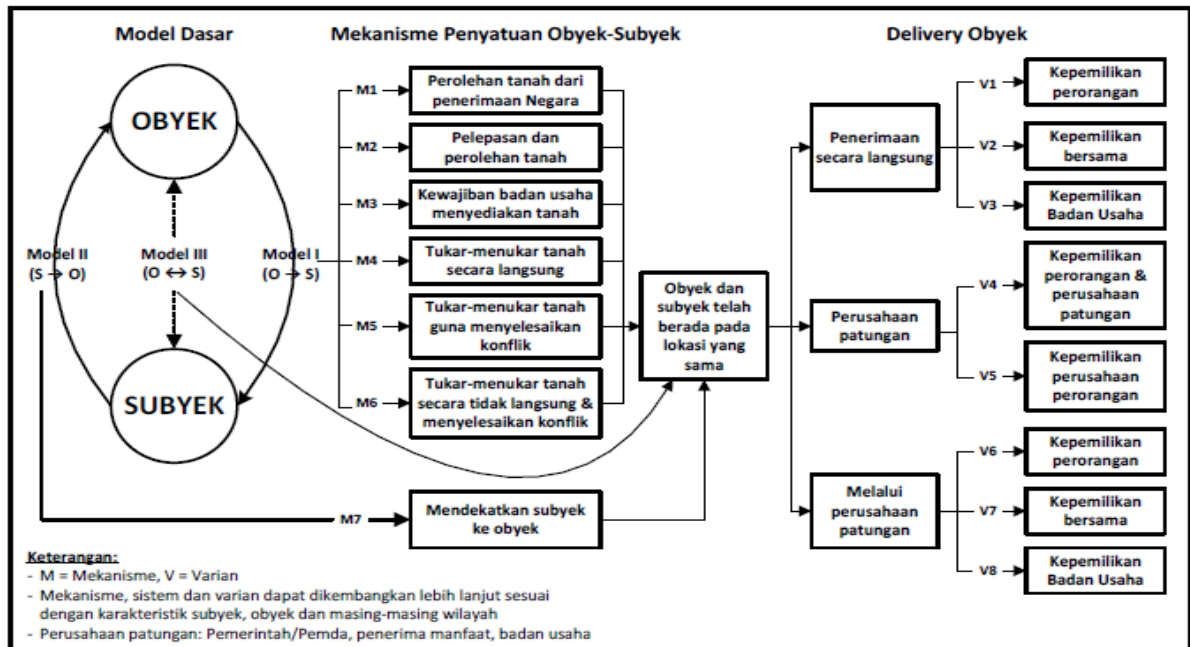 Model Dasar
Mekanisme Penyatuan Obyek-Subyek
Delivery Obyek
OBYEK
SUBYEK
Model II
(S → O)
Model III
(O ↔ S)
Model I
(O → S)
M1
Perolehan tanah dari
penerimaan Negara
M2
Pelepasan dan
perolehan tanah
M3
Kewajiban badan usaha
menyediakan tanah
M4
Tukar-menukar tanah
secara langsung
M5
Tukar-menukar tanah
guna menyelesaikan
konflik
M6
Tukar-menukar tanah
secara tidak langsung &
menyelesaikan konflik
M7
Mendekatkan subyek
ke obyek
Obyek dan
subyek telah
berada pada
lokasi yang
sama
Penerimaan
secara langsung
V1
Kepemilikan
perorangan
V2
Kepemilikan
bersama
V3
Kepemilikan
Badan Usaha
Perusahaan
patungan
V4
Kepemilikan
perorangan &
perusahaan
patungan
V5
Kepemilikan
perusahaan
perorangan
Melalui
perusahaan
patungan
V6
Kepemilikan
perorangan
V7
Kepemilikan
bersama
V8
Kepemilikan
Badan Usaha
Keterangan:
- M = Mekanisme, V = Varian
- Mekanisme, sistem dan varian dapat dikembangkan lebih lanjut sesuai
dengan karakteristik subyek, obyek dan masing-masing wilayah
- Perusahaan patungan: Pemerintah/Pemda, penerima manfaat, badan usaha